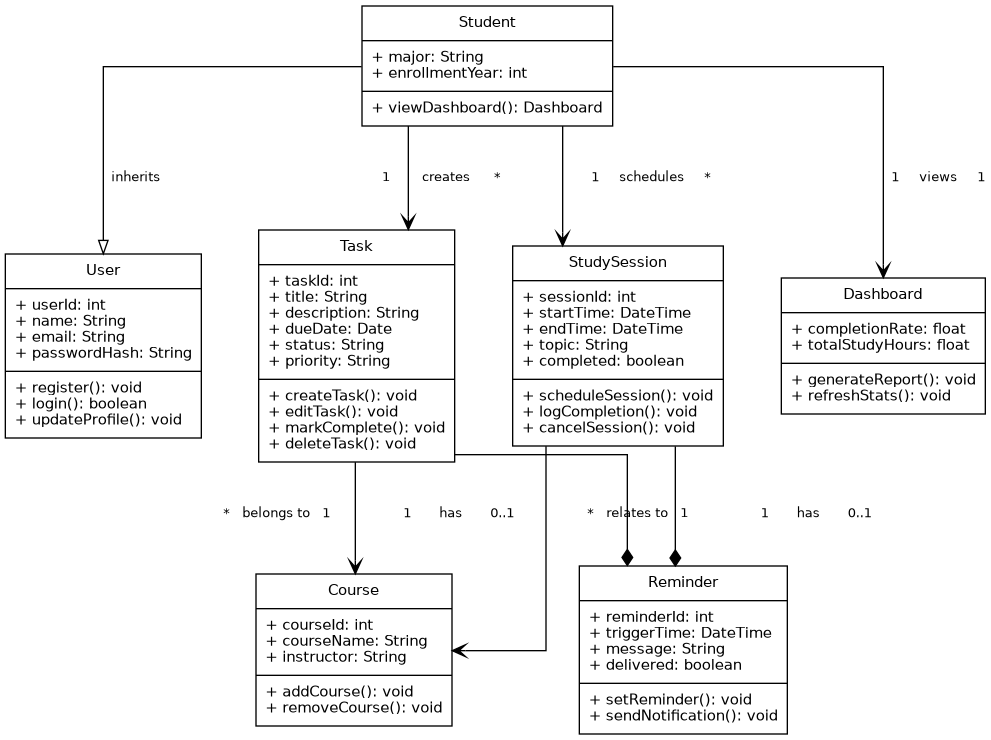 Student
+ major: String
+ enrollmentYear: int
+ viewDashboard(): Dashboard
inherits
1 creates *
1 schedules *
1 views 1
User
+ userId: int
+ name: String
+ email: String
+ passwordHash: String
+ register(): void
+ login(): boolean
+ updateProfile(): void
Task
+ taskId: int
+ title: String
+ description: String
+ dueDate: Date
+ status: String
+ priority: String
+ createTask(): void
+ editTask(): void
+ markComplete(): void
+ deleteTask(): void
StudySession
+ sessionId: int
+ startTime: DateTime
+ endTime: DateTime
+ topic: String
+ completed: boolean
+ scheduleSession(): void
+ logCompletion(): void
+ cancelSession(): void
Dashboard
+ completionRate: float
+ totalStudyHours: float
+ generateReport(): void
+ refreshStats(): void
* belongs to 1
1 has 0..1
* relates to 1
1 has 0..1
Course
+ courseId: int
+ courseName: String
+ instructor: String
+ addCourse(): void
+ removeCourse(): void
Reminder
+ reminderId: int
+ triggerTime: DateTime
+ message: String
+ delivered: boolean
+ setReminder(): void
+ sendNotification(): void